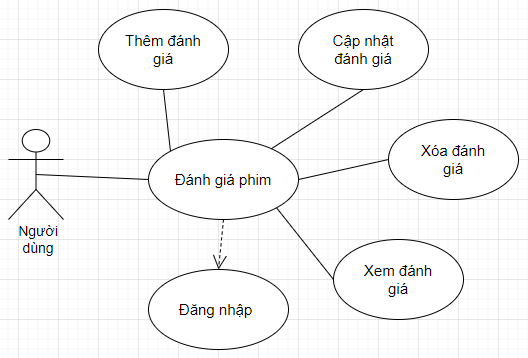 Thêm đánh
giá
Cập nhật
đánh giá
Xóa đánh
giá
Đánh giá phim
Người
dùng
Xem đánh
giá
Đăng nhập